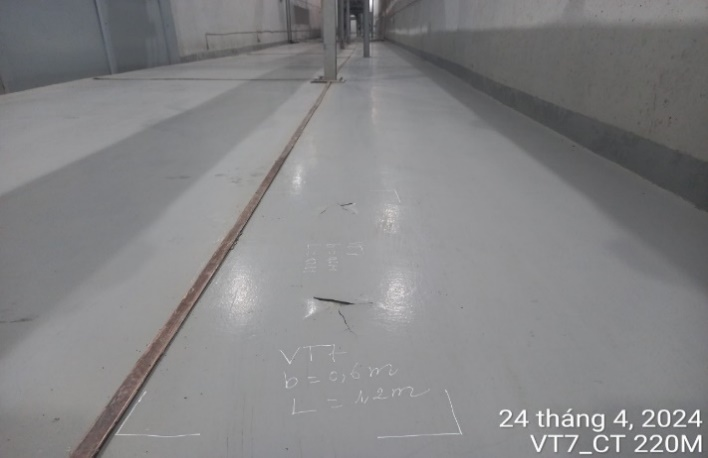 VT7
b = 0,6m
L = 1,2m
24 tháng 4, 2024
VT7_CT 220M